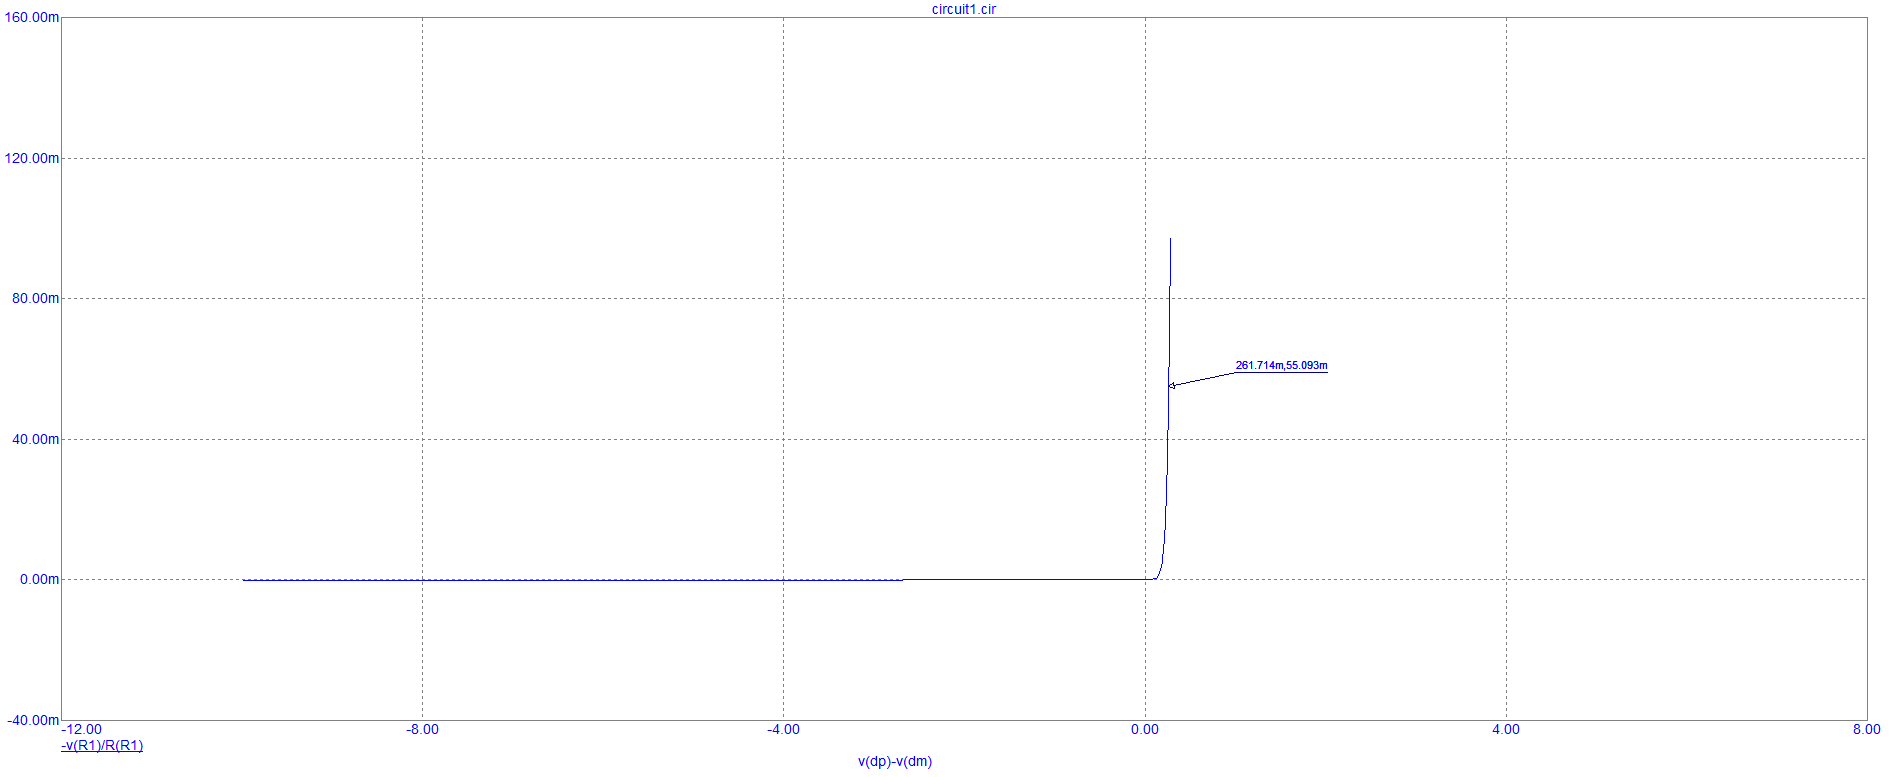 circuit1.cir
160.00m
120.00m
80.00m
261.714m,55.093m
40.00m
0.00m
-40.00m
-12.00 -8.00 -4.00 0.00 4.00 8.00
-v(R1)/R(R1)
v(dp)-v(dm)